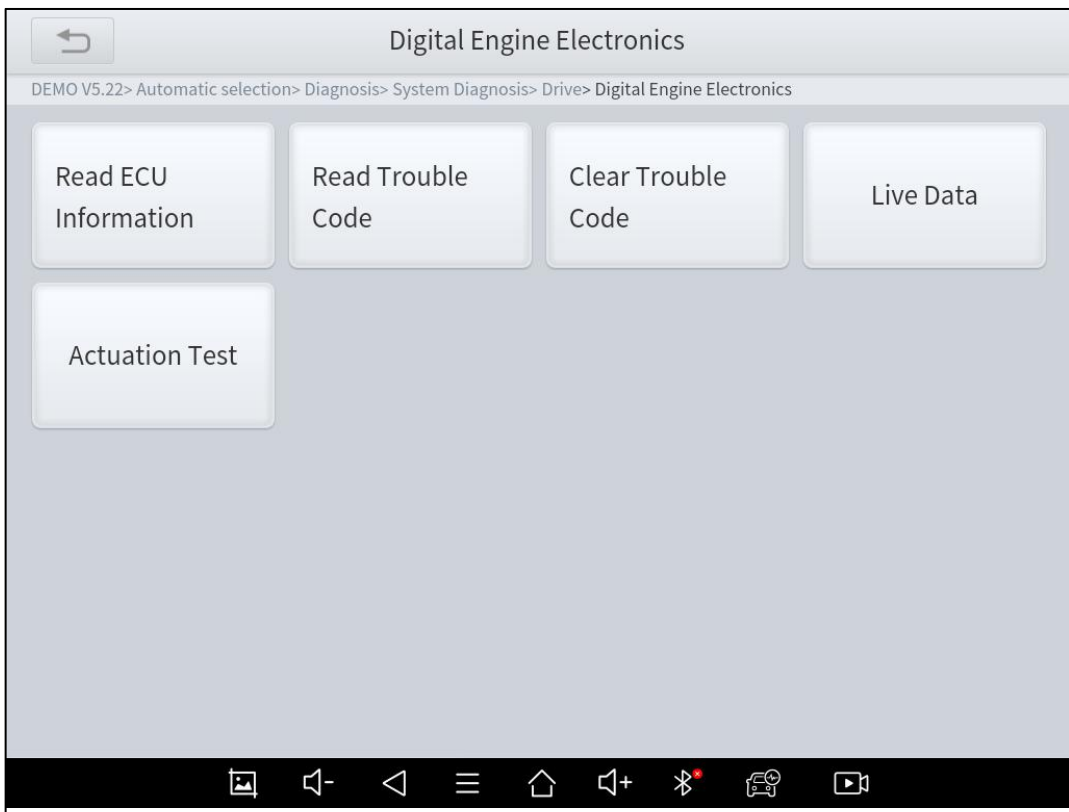 Digital Engine Electronics
DEMO V5.22> Automatic selection> Diagnosis> System Diagnosis> Drive> Digital Engine Electronics
Read ECU
Information
Read Trouble
Code
Clear Trouble
Code
Live Data
Actuation Test